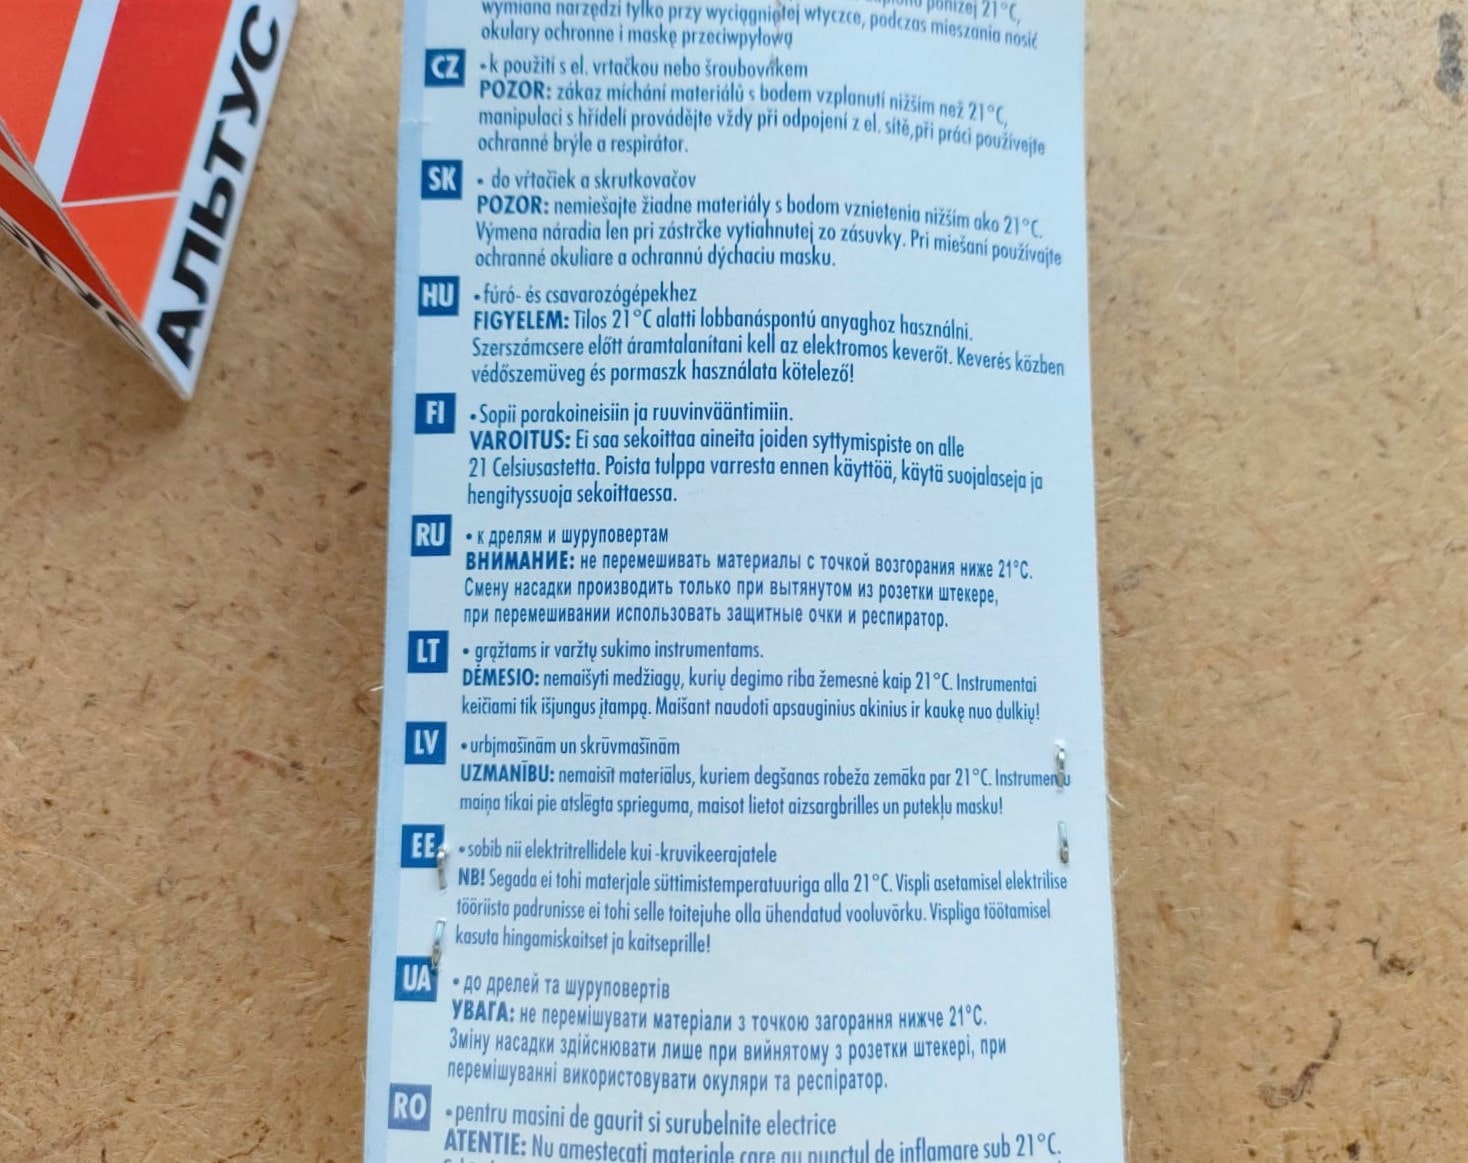 poniżej 21°C,
wymiana narzędzi tylko przy wyciągniętej wtyczce, podczas mieszania nosić
okulary ochronne i maskę przeciwpyłową
CZ
• k použití s el. vrtačkou nebo šroubovákem
POZOR: zákaz míchání materiálů s bodem vzplanutí nižším než 21°C,
manipulaci s hřídelí provádějte vždy při odpojení z el. sítě, při práci používejte
ochranné brýle a respirátor.
SK
• do vŕtačiek a skrutkovačov
POZOR: nemiešajte žiadne materiály s bodom vznietenia nižším ako 21°C.
Výmena náradia len pri zástrčke vytiahnutej zo zásuvky. Pri miešaní používajte
ochranné okuliare a ochrannú dýchaciu masku.
HU
• fúró- és csavarozógépekhez
FIGYELEM: Tilos 21°C alatti lobbanáspontú anyaghoz használni.
Szerszámcsere előtt áramtalanítani kell az elektromos keverőt. Keverés közben
védőszemüveg és pormaszk használata kötelező!
FI
• Sopii porakoineisiin ja ruuvinvääntimiin.
VAROITUS: Ei saa sekoittaa aineita joiden syttymispiste on alle
21 Celsiusastetta. Poista tulppa varresta ennen käyttöä, käytä suojalaseja ja
hengityssuoja sekoittaessa.
RU
• к дрелям и шуруповертам
ВНИМАНИЕ: не перемешивать материалы с точкой возгорания ниже 21°C.
Смену насадки производить только при вытянутом из розетки штекере,
при перемешивании использовать защитные очки и респиратор.
LT
• grąžtams ir varžtų sukimo instrumentams.
DĖMESIO: nemaišyti medžiagų, kurių degimo riba žemesnė kaip 21°C. Instrumentai
keičiami tik išjungus įtampą. Maišant naudoti apsauginius akinius ir kaukę nuo dulkių!
LV
• urbjmašīnām un skrūvmašīnām
UZMANĪBU: nemaisīt materiālus, kuriem degšanas robeža zemāka par 21°C. Instrumentu
maiņa tikai pie atslēgta sprieguma, maisot lietot aizsargbrilles un putekļu masku!
EE
• sobib nii elektritrellidele kui -kruvikeerajatele
NB! Segada ei tohi materjale süttimistemperatuuriga alla 21°C. Vispli asetamisel elektrilise
tööriista padrunisse ei tohi selle toitejuhe olla ühendatud vooluvõrku. Vispliga töötamisel
kasuta hingamiskaitset ja kaitseprille!
UA
• до дрелей та шуруповертів
УВАГА: не перемішувати матеріали з точкою загорання нижче 21°C.
Зміну насадки здійснювати лише при вийнятому з розетки штекері, при
перемішуванні використовувати окуляри та респіратор.
RO
• pentru masini de gaurit si surubelnite electrice
ATENTIE: Nu amestecati materiale care au punctul de inflamare sub 21°C.
АЛЬТУС